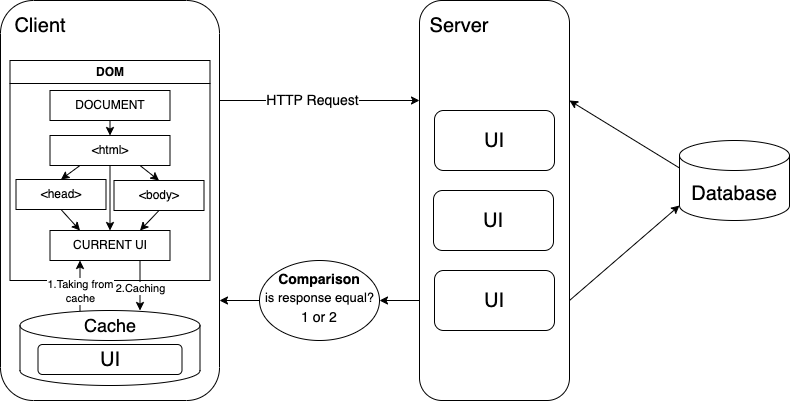 Client
DOM
DOCUMENT
<html>
<head>
<body>
CURRENT UI
1.Taking from
cache
2.Caching
Cache
UI
HTTP Request
Comparison
is response equal?
1 or 2
Server
UI
UI
UI
Database